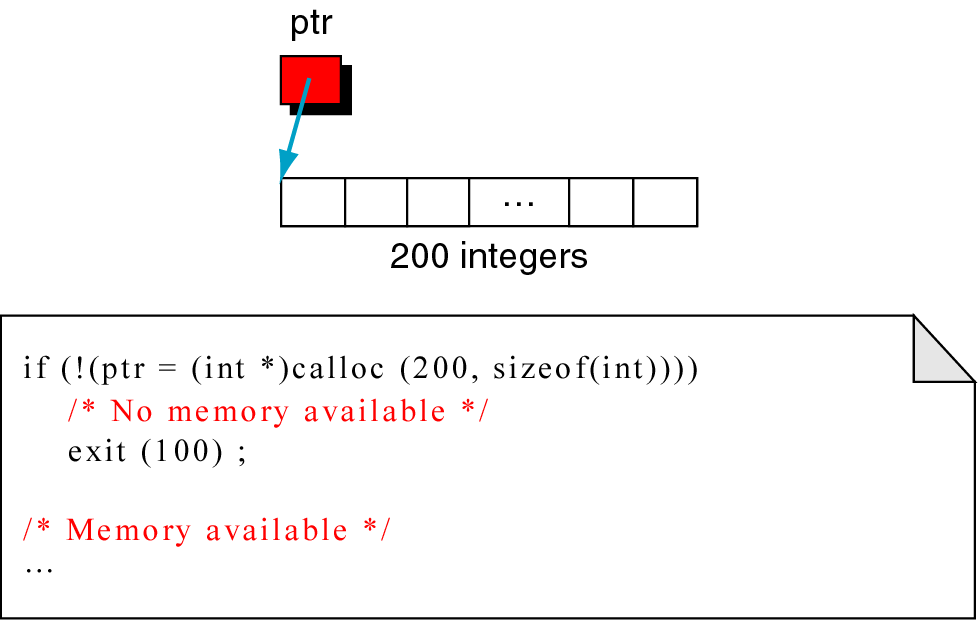 ptr
...
200 integers
if (!(ptr = (int *)calloc (200, sizeof(int))))
/* No memory available */
exit (100) ;
/* Memory available */
...